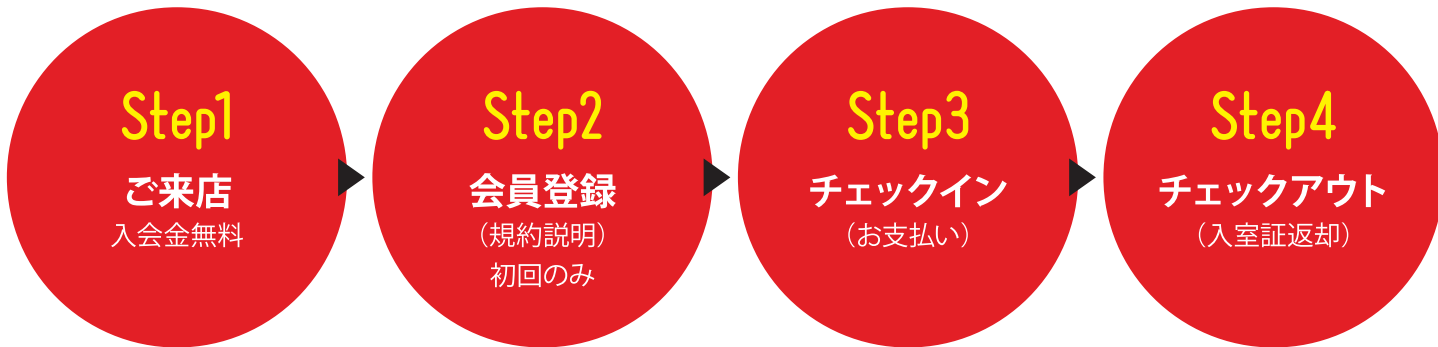 Step1
ご来店
入会金無料
Step2
会員登録
（規約説明）
初回のみ
Step3
チェックイン
（お支払い）
Step4
チェックアウト
（入室証返却）